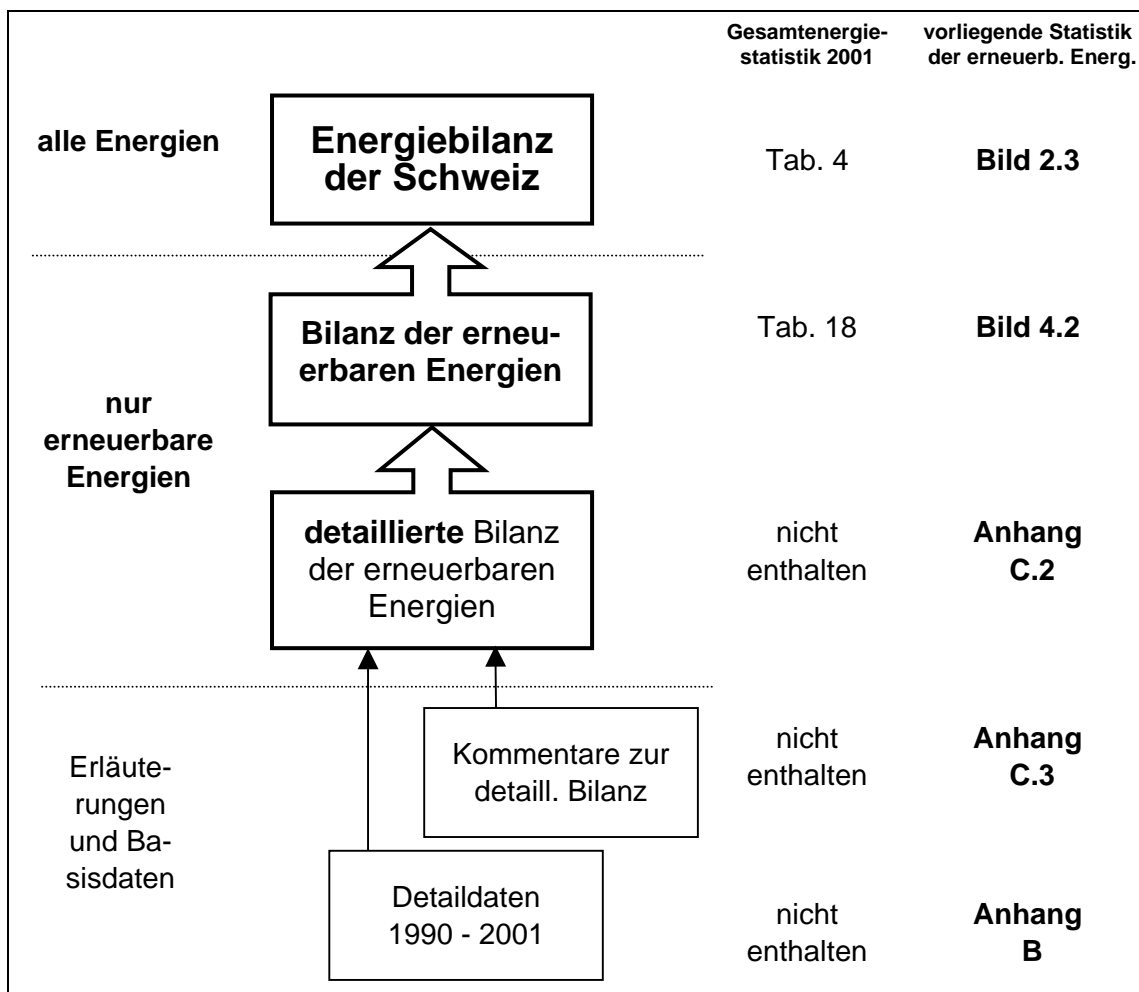 Gesamtenergie-
statistik 2001
vorliegende Statistik
der erneuerb. Energ.
alle Energien
Energiebilanz
der Schweiz
Tab. 4
Bild 2.3
nur
erneuerbare
Energien
Bilanz der erneu-
erbaren Energien
Tab. 18
Bild 4.2
detaillierte Bilanz
der erneuerbaren
Energien
nicht
enthalten
Anhang
C.2
Erläute-
rungen
und Ba-
sisdaten
Kommentare zur
detaill. Bilanz
nicht
enthalten
Anhang
C.3
Detaildaten
1990 - 2001
nicht
enthalten
Anhang
B